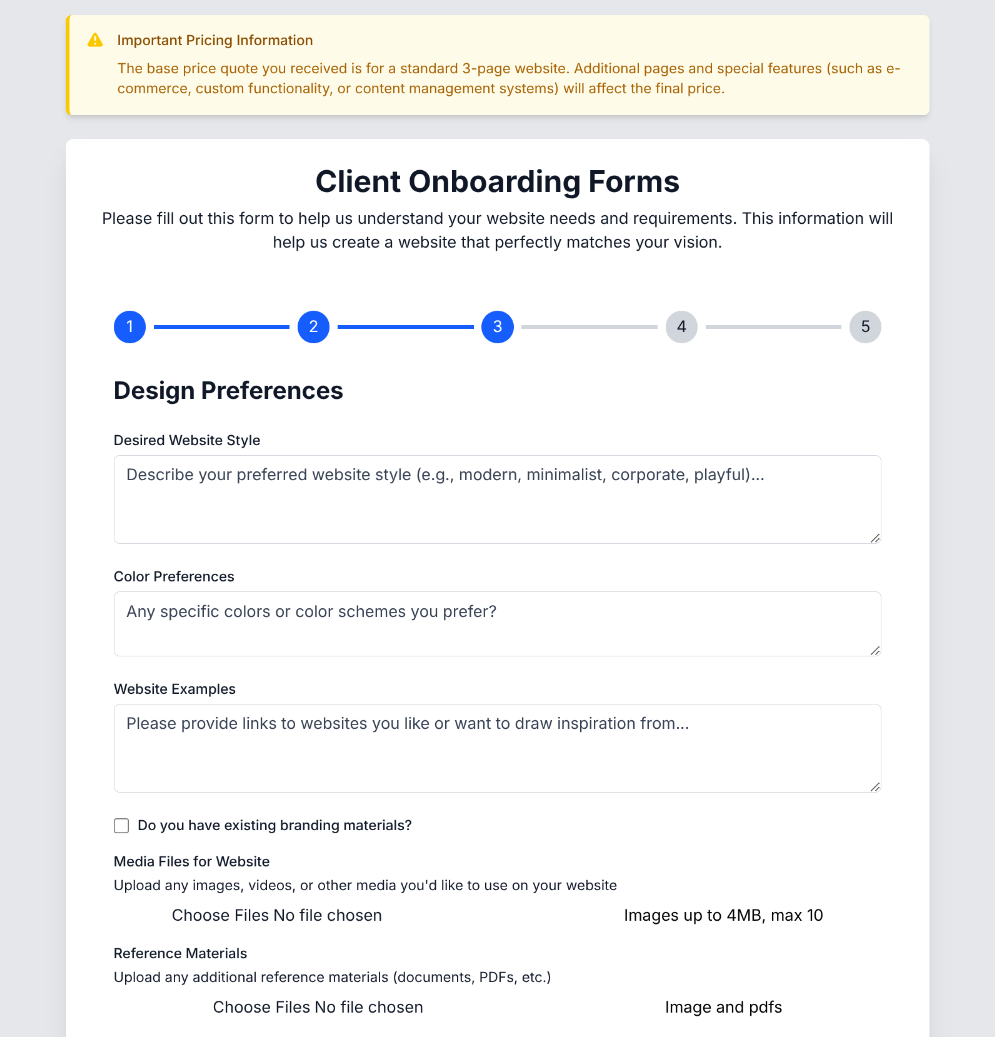 Important Pricing Information
The base price quote you received is for a standard 3-page website. Additional pages and special features (such as e-
commerce, custom functionality, or content management systems) will affect the final price.
Client Onboarding Forms
Please fill out this form to help us understand your website needs and requirements. This information will
help us create a website that perfectly matches your vision.
1 2 3 4 5
Design Preferences
Desired Website Style
Describe your preferred website style (e.g., modern, minimalist, corporate, playful)...
Color Preferences
Any specific colors or color schemes you prefer?
Website Examples
Please provide links to websites you like or want to draw inspiration from...
Do you have existing branding materials?
Media Files for Website
Upload any images, videos, or other media you'd like to use on your website
Choose Files No file chosen Images up to 4MB, max 10
Reference Materials
Upload any additional reference materials (documents, PDFs, etc.)
Choose Files No file chosen Image and pdfs